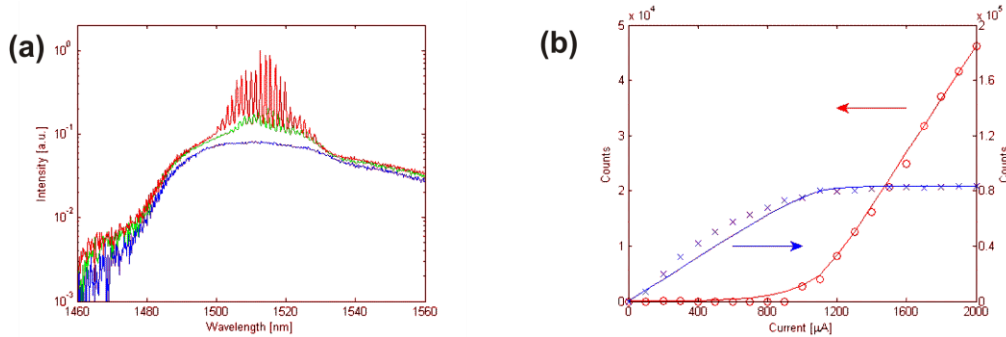 (a)
10^0
10^-1
10^-2
10^-3
Intensity [a.u.]
1460 1480 1500 1520 1540 1560
Wavelength [nm]
(b)
x 10^4
x 10^5
5
4
3
2
1
0
Counts
2
1.6
1.2
0.8
0.4
0
Counts
0 400 800 1200 1600 2000
Current [µA]